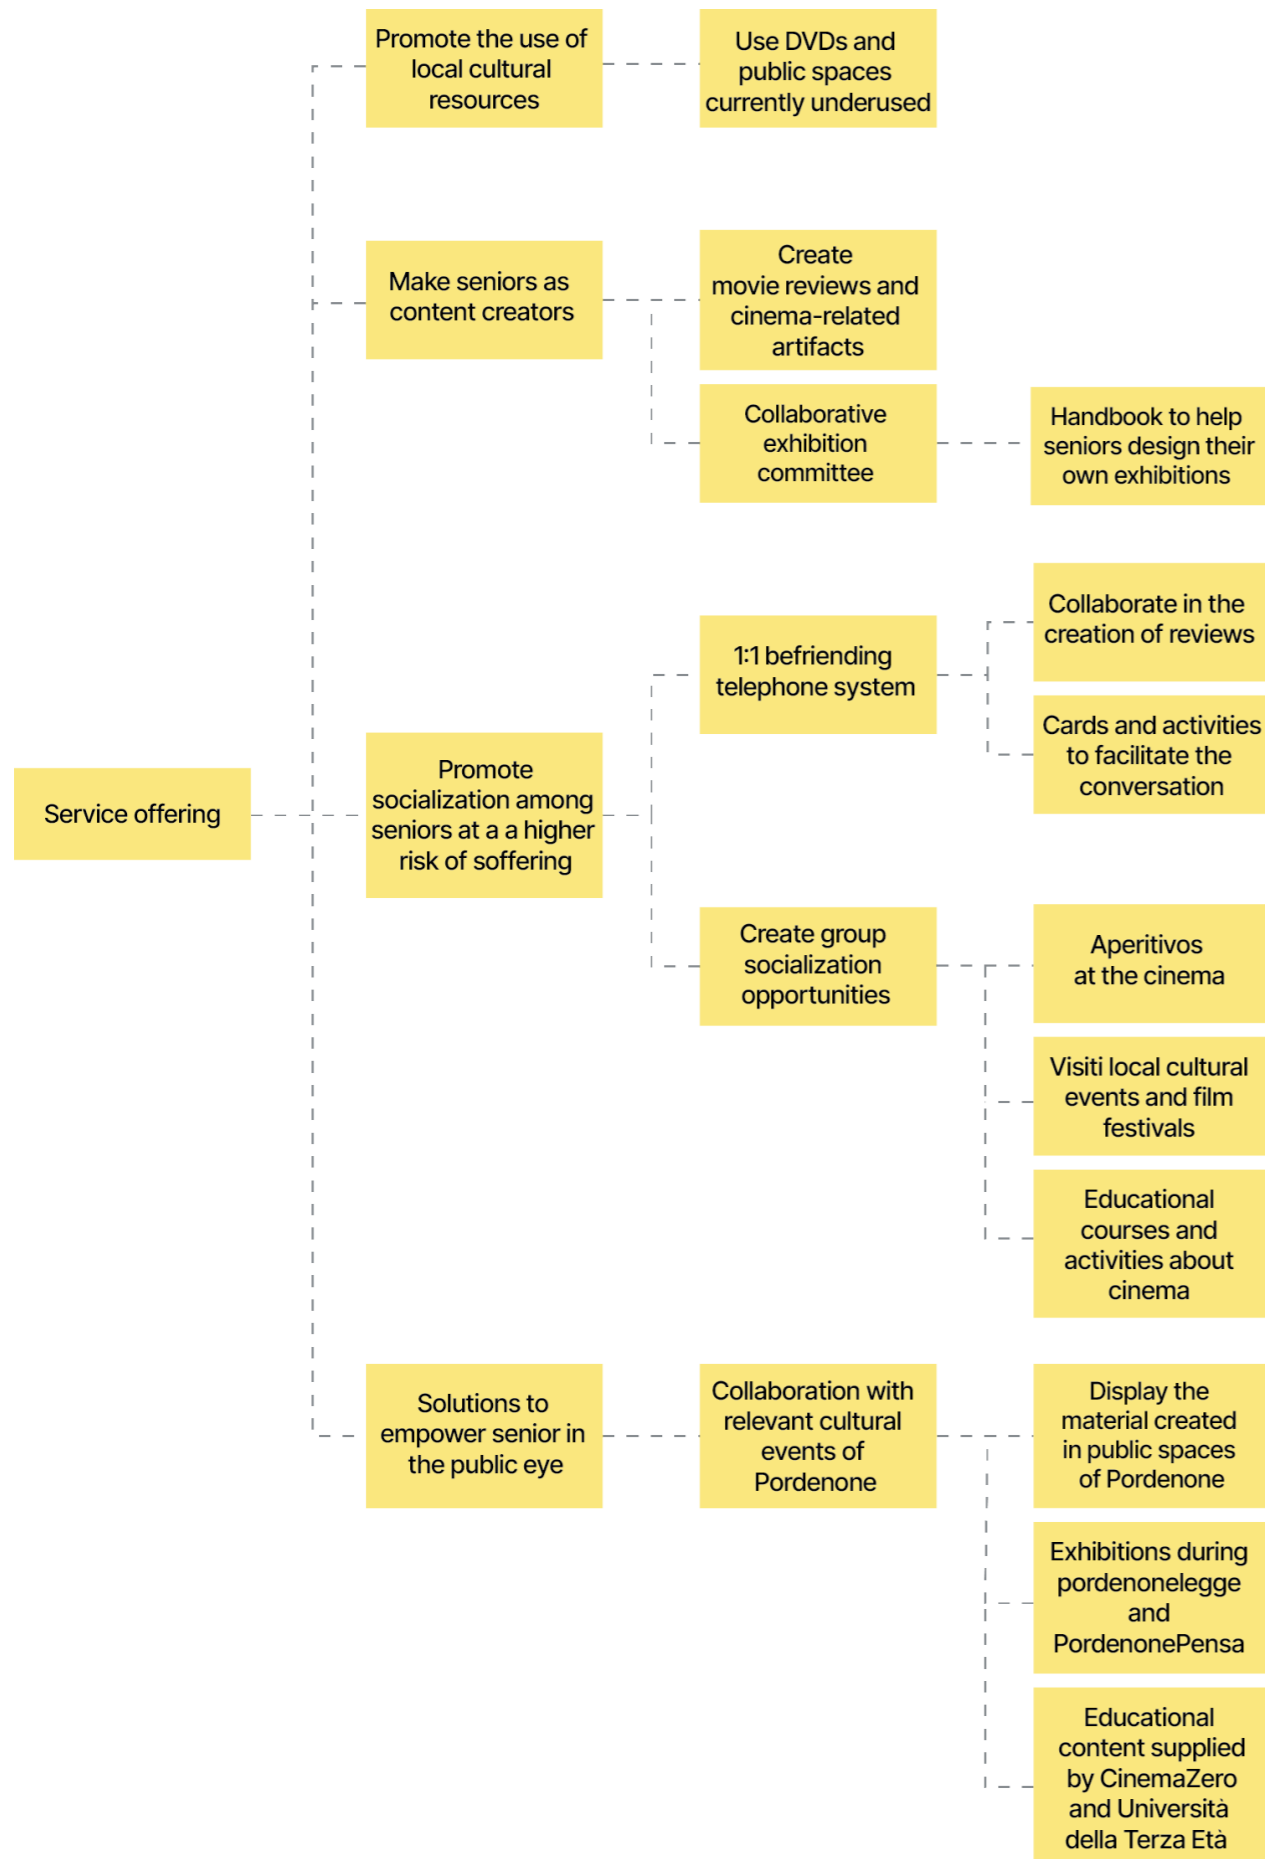 Promote the use of
local cultural
resources
Use DVDs and
public spaces
currently underused
Make seniors as
content creators
Create
movie reviews and
cinema-related
artifacts
Collaborative
exhibition
committee
Handbook to help
seniors design their
own exhibitions
Service offering
Promote
socialization among
seniors at a a higher
risk of soffering
1:1 befriending
telephone system
Collaborate in the
creation of reviews
Cards and activities
to facilitate the
conversation
Create group
socialization
opportunities
Aperitivos
at the cinema
Visiti local cultural
events and film
festivals
Educational
courses and
activities about
cinema
Solutions to
empower senior in
the public eye
Collaboration with
relevant cultural
events of
Pordenone
Display the
material created
in public spaces
of Pordenone
Exhibitions during
pordenonelegge
and
PordenonePensa
Educational
content supplied
by CinemaZero
and Università
della Terza Età